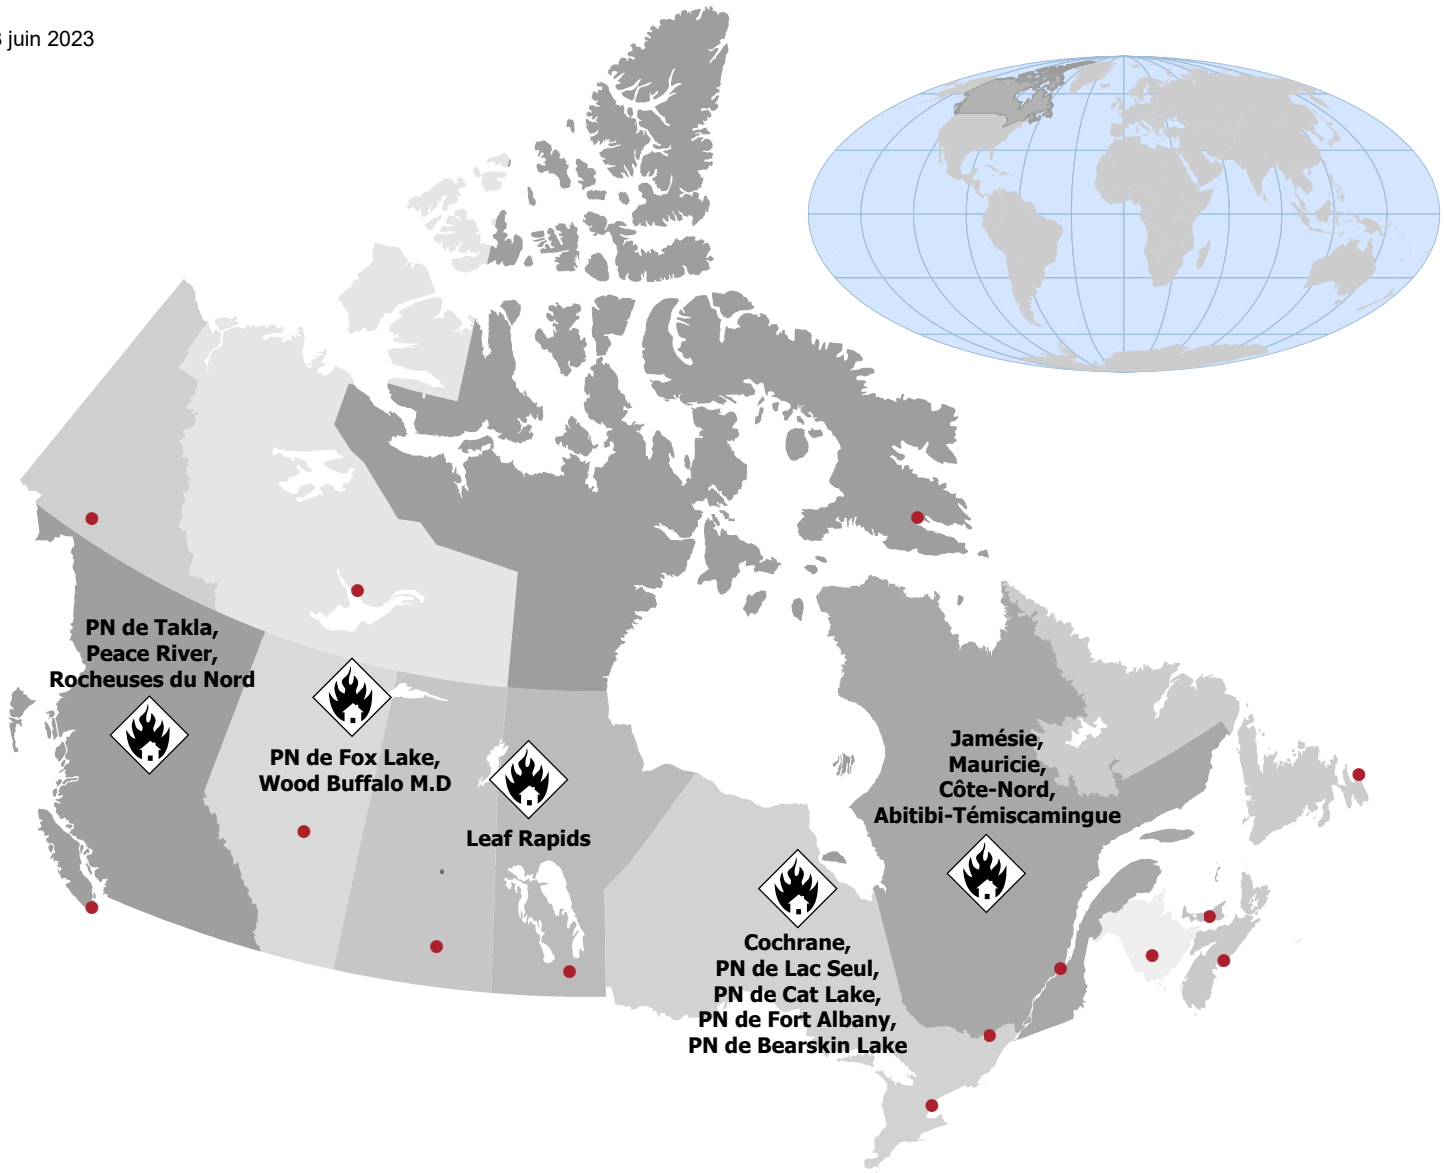 juin 2023
PN de Takla,
Peace River,
Rocheuses du Nord
PN de Fox Lake,
Wood Buffalo M.D
Leaf Rapids
Jamésie,
Mauricie,
Côte-Nord,
Abitibi-Témiscamingue
Cochrane,
PN de Lac Seul,
PN de Cat Lake,
PN de Fort Albany,
PN de Bearskin Lake